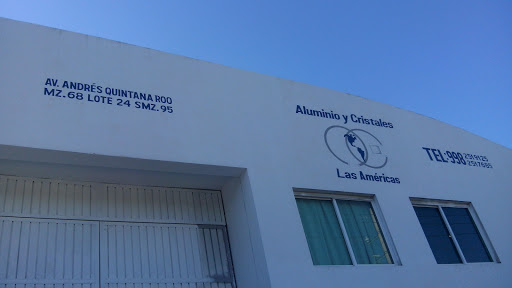 AV. ANDRÉS QUINTANA ROO
MZ.68 LOTE 24 SMZ.95
Aluminio y Cristales
Las Américas
TEL:998